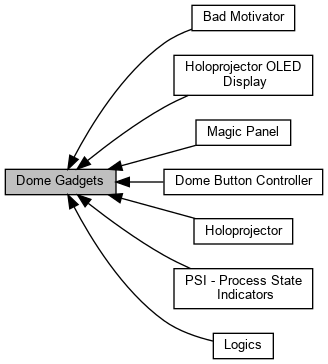 Bad Motivator
Holoprojector OLED
Display
Magic Panel
Dome Gadgets
Dome Button Controller
Holoprojector
PSI - Process State
Indicators
Logics